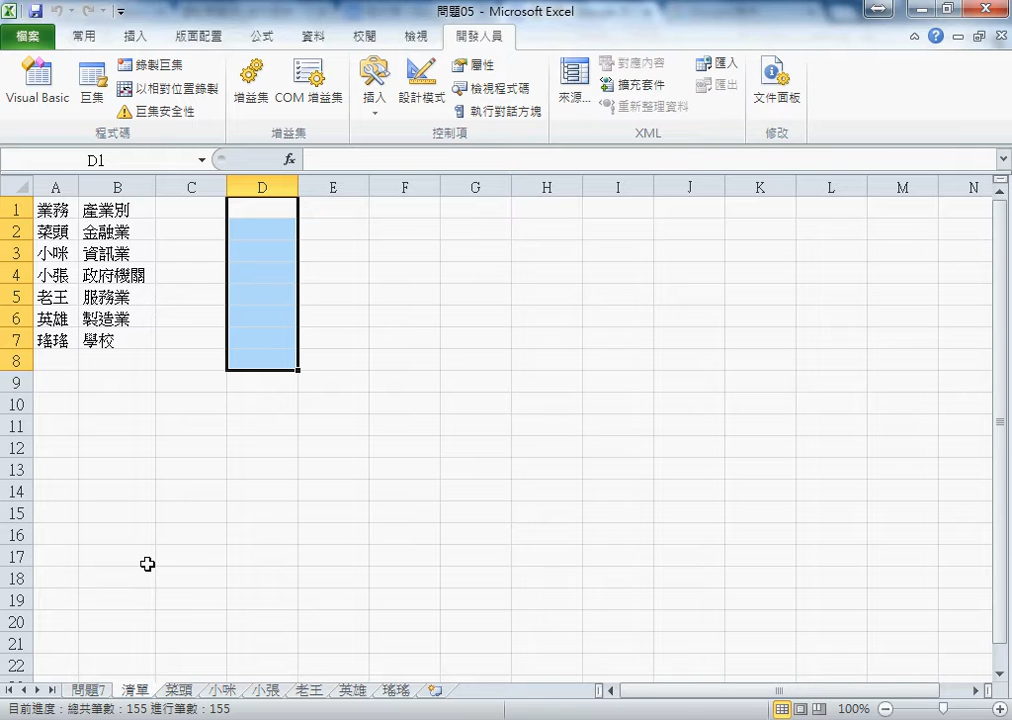 問題05 - Microsoft Excel
檔案 常用 插入 版面配置 公式 資料 校閱 檢視 開發人員
Visual Basic 巨集 錄製巨集 以相對位置錄製 巨集安全性 程式碼
增益集 COM 增益集 增益集
插入 設計模式 屬性 檢視程式碼 執行對話方塊 控制項
來源... 對應內容 擴充套件 重新整理資料 匯入 匯出 XML
文件面板 修改
D1 fx
A B C D E F G H I J K L M N
1 業務 產業別
2 菜頭 金融業
3 小咪 資訊業
4 小張 政府機關
5 老王 服務業
6 英雄 製造業
7 瑤瑤 學校
8
9
10
11
12
13
14
15
16
17
18
19
20
21
22
問題7 清單 菜頭 小咪 小張 老王 英雄 瑤瑤
目前進度：總共筆數：155 進行筆數：155 100%